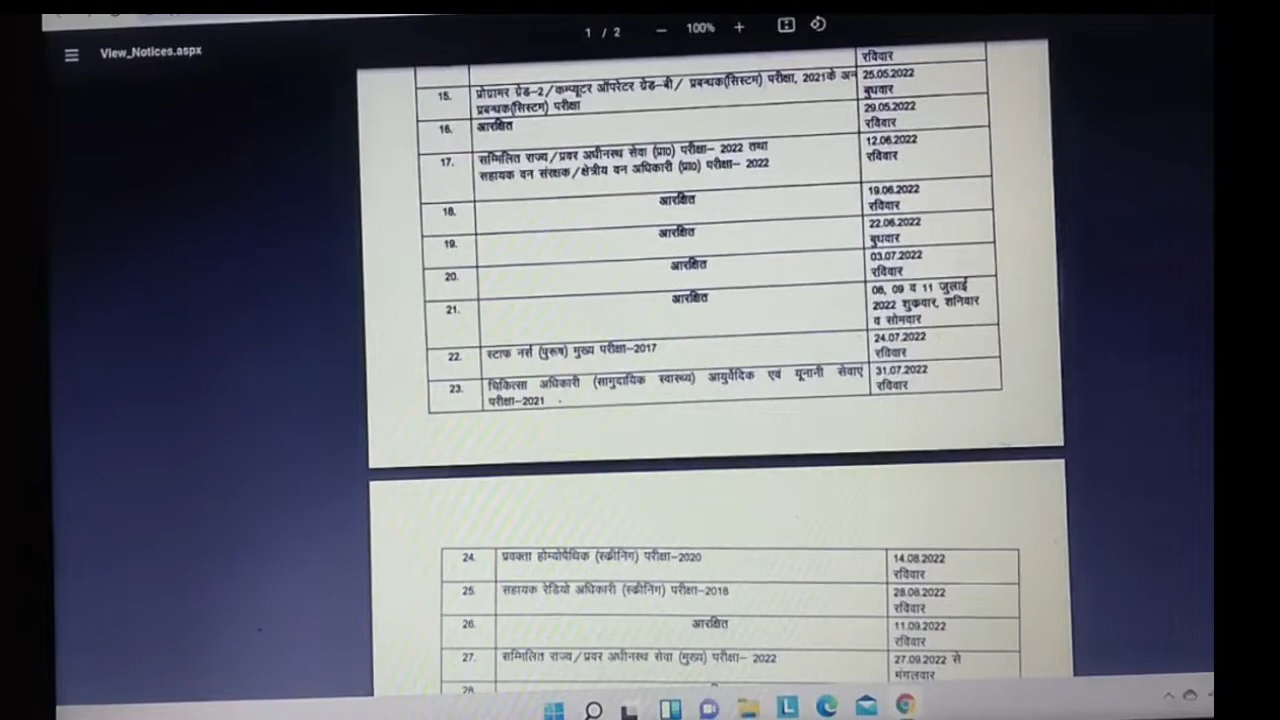 View_Notices.aspx
1 / 2
100%
रविवार
15. प्रोग्रामर ग्रेड-2/कम्प्यूटर ऑपरेटर ग्रेड-बी/ प्रबन्धक(सिस्टम) परीक्षा, 2021के अन 25.05.2022
प्रबन्धक(सिस्टम) परीक्षा बुधवार
16. आरक्षित 29.05.2022
रविवार
17. सम्मिलित राज्य/प्रवर अधीनस्थ सेवा (प्रा0) परीक्षा- 2022 तथा 12.06.2022
सहायक वन संरक्षक/क्षेत्रीय वन अधिकारी (प्रा0) परीक्षा- 2022 रविवार
18. आरक्षित 19.06.2022
रविवार
19. आरक्षित 22.06.2022
बुधवार
20. आरक्षित 03.07.2022
रविवार
21. आरक्षित 08, 09 व 11 जुलाई
2022 शुक्रवार, शनिवार
व सोमवार
22. स्टाफ नर्स (पुरूष) मुख्य परीक्षा-2017 24.07.2022
रविवार
23. चिकित्सा अधिकारी (सामुदायिक स्वास्थ्य) आयुर्वेदिक एवं यूनानी सेवाएं 31.07.2022
परीक्षा-2021 रविवार
24. प्रवक्ता होम्योपैथिक (स्क्रीनिंग) परीक्षा-2020 14.08.2022
रविवार
25. सहायक रेडियो अधिकारी (स्क्रीनिंग) परीक्षा-2018 28.08.2022
रविवार
26. आरक्षित 11.09.2022
रविवार
27. सम्मिलित राज्य/प्रवर अधीनस्थ सेवा (मुख्य) परीक्षा- 2022 27.09.2022 से
मंगलवार
28.